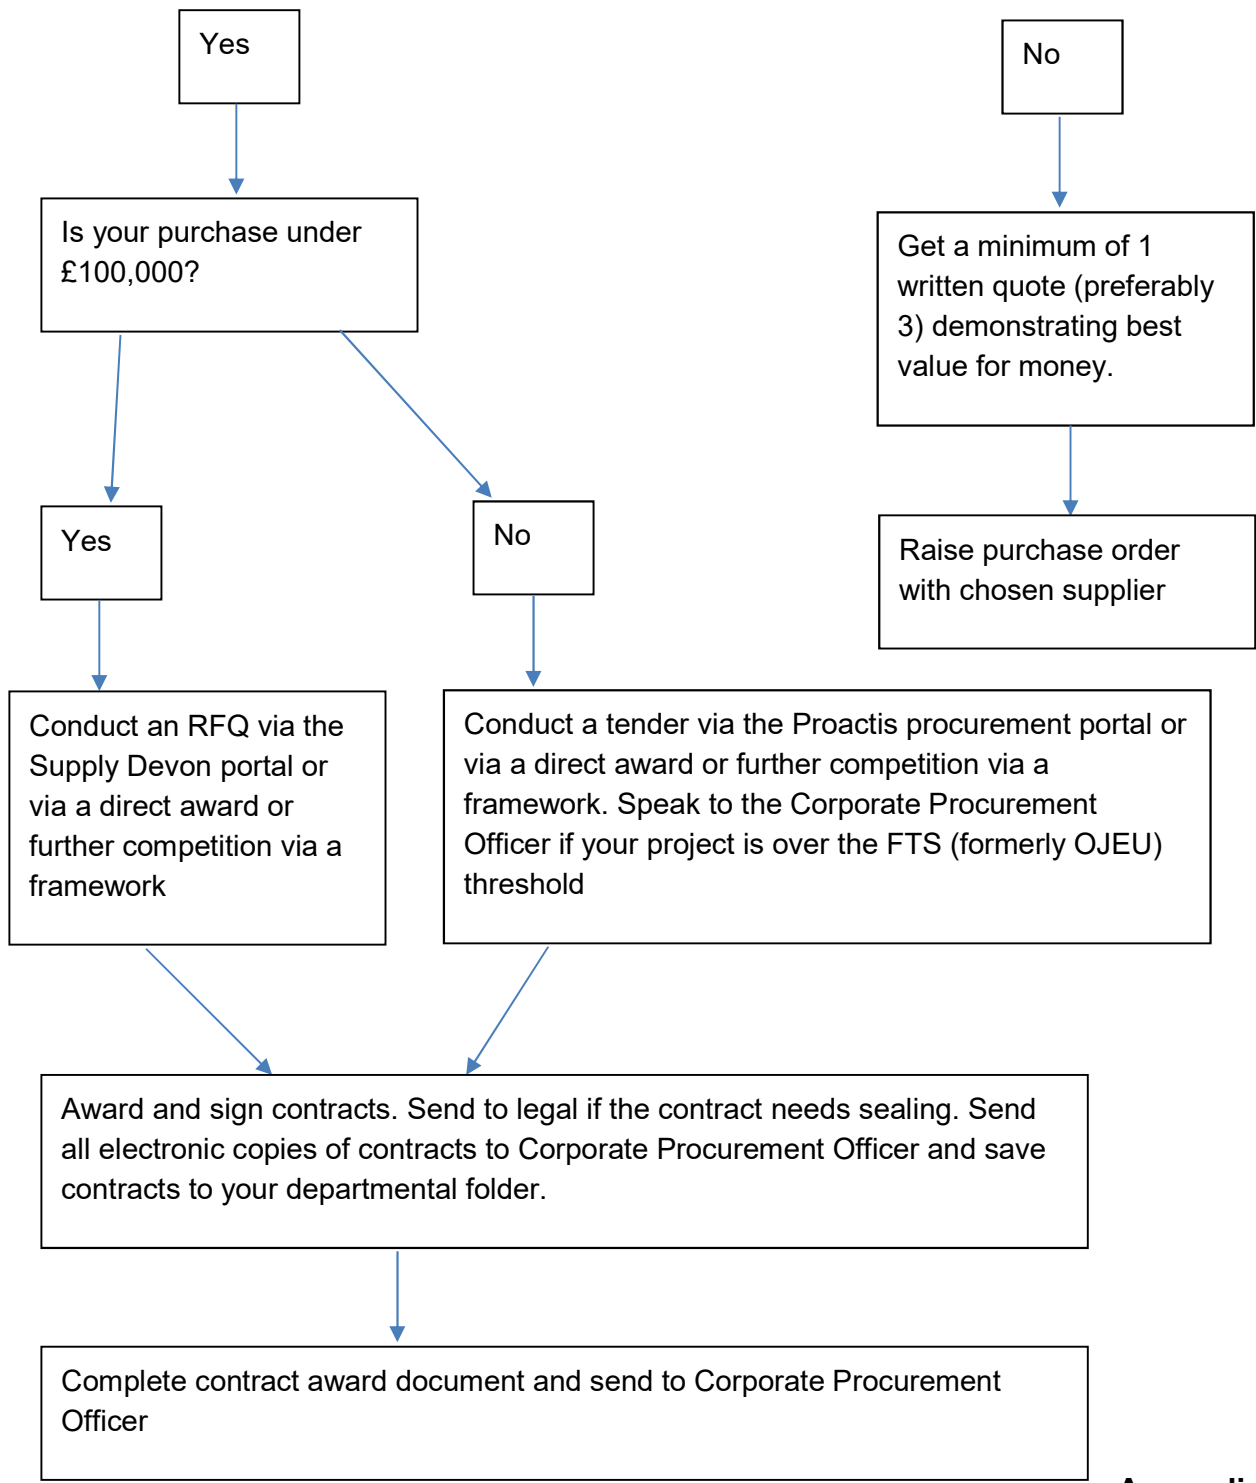 Yes
No
Is your purchase under
£100,000?
Get a minimum of 1
written quote (preferably
3) demonstrating best
value for money.
Yes
No
Raise purchase order
with chosen supplier
Conduct an RFQ via the
Supply Devon portal or
via a direct award or
further competition via a
framework
Conduct a tender via the Proactis procurement portal or
via a direct award or further competition via a
framework. Speak to the Corporate Procurement
Officer if your project is over the FTS (formerly OJEU)
threshold
Award and sign contracts. Send to legal if the contract needs sealing. Send
all electronic copies of contracts to Corporate Procurement Officer and save
contracts to your departmental folder.
Complete contract award document and send to Corporate Procurement
Officer